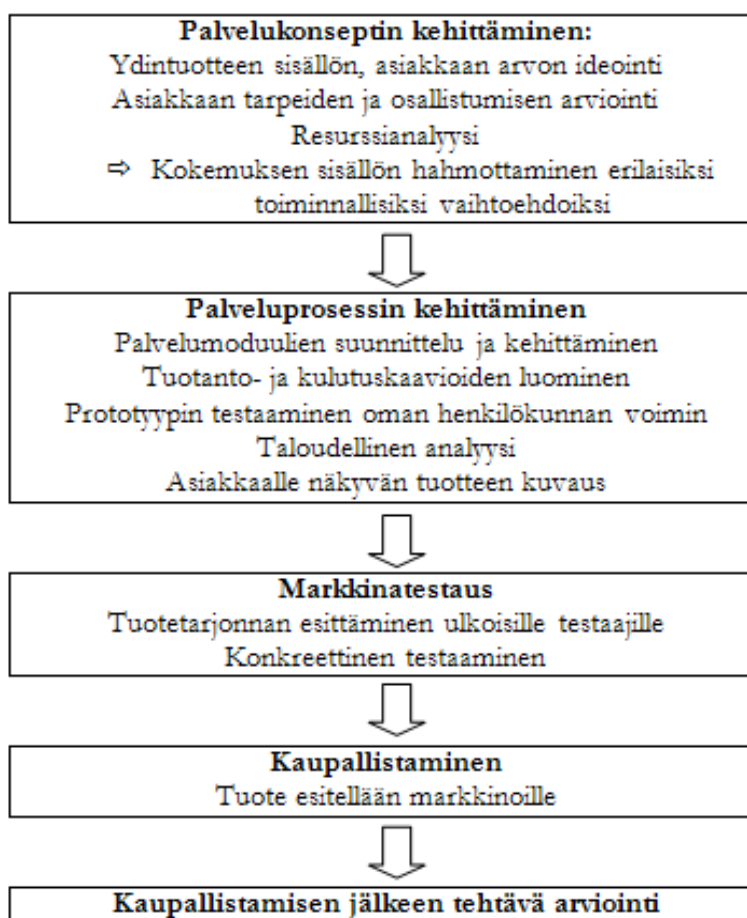 Palvelukonseptin kehittäminen:
Ydintuotteen sisällön, asiakkaan arvon ideointi
Asiakkaan tarpeiden ja osallistumisen arviointi
Resurssianalyysi
⇨ Kokemuksen sisällön hahmottaminen erilaisiksi
toiminnallisiksi vaihtoehdoiksi
Palveluprosessin kehittäminen
Palvelumoduulien suunnittelu ja kehittäminen
Tuotanto- ja kulutuskaavioiden luominen
Prototyypin testaaminen oman henkilökunnan voimin
Taloudellinen analyysi
Asiakkaalle näkyvän tuotteen kuvaus
Markkinatestaus
Tuotetarjonnan esittäminen ulkoisille testaajille
Konkreettinen testaaminen
Kaupallistaminen
Tuote esitellään markkinoille
Kaupallistamisen jälkeen tehtävä arviointi